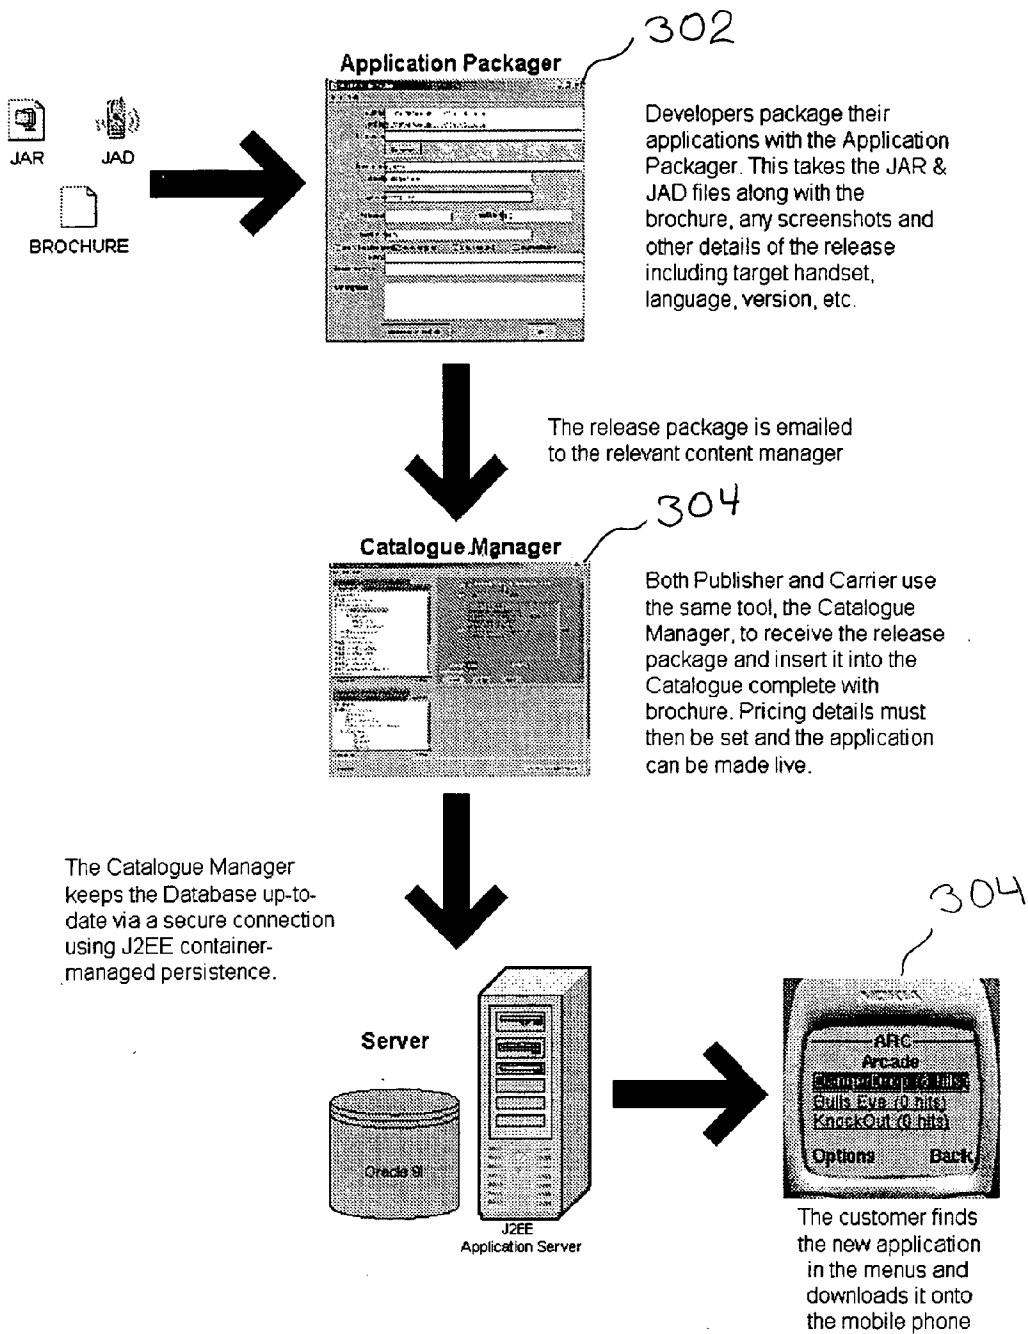 302
Application Packager
JAR
JAD
BROCHURE
Developers package their
applications with the Application
Packager. This takes the JAR &
JAD files along with the
brochure, any screenshots and
other details of the release
including target handset,
language, version, etc.
The release package is emailed
to the relevant content manager
304
Catalogue Manager
Both Publisher and Carrier use
the same tool, the Catalogue
Manager, to receive the release
package and insert it into the
Catalogue complete with
brochure. Pricing details must
then be set and the application
can be made live.
The Catalogue Manager
keeps the Database up-to-
date via a secure connection
using J2EE container-
managed persistence.
304
Server
Oracle 9i
J2EE
Application Server
NOKIA
ARC
Arcade
DangerDrop (6 hits)
Bulls Eye (0 hits)
KnockOut (0 hits)
Options
Back
The customer finds
the new application
in the menus and
downloads it onto
the mobile phone